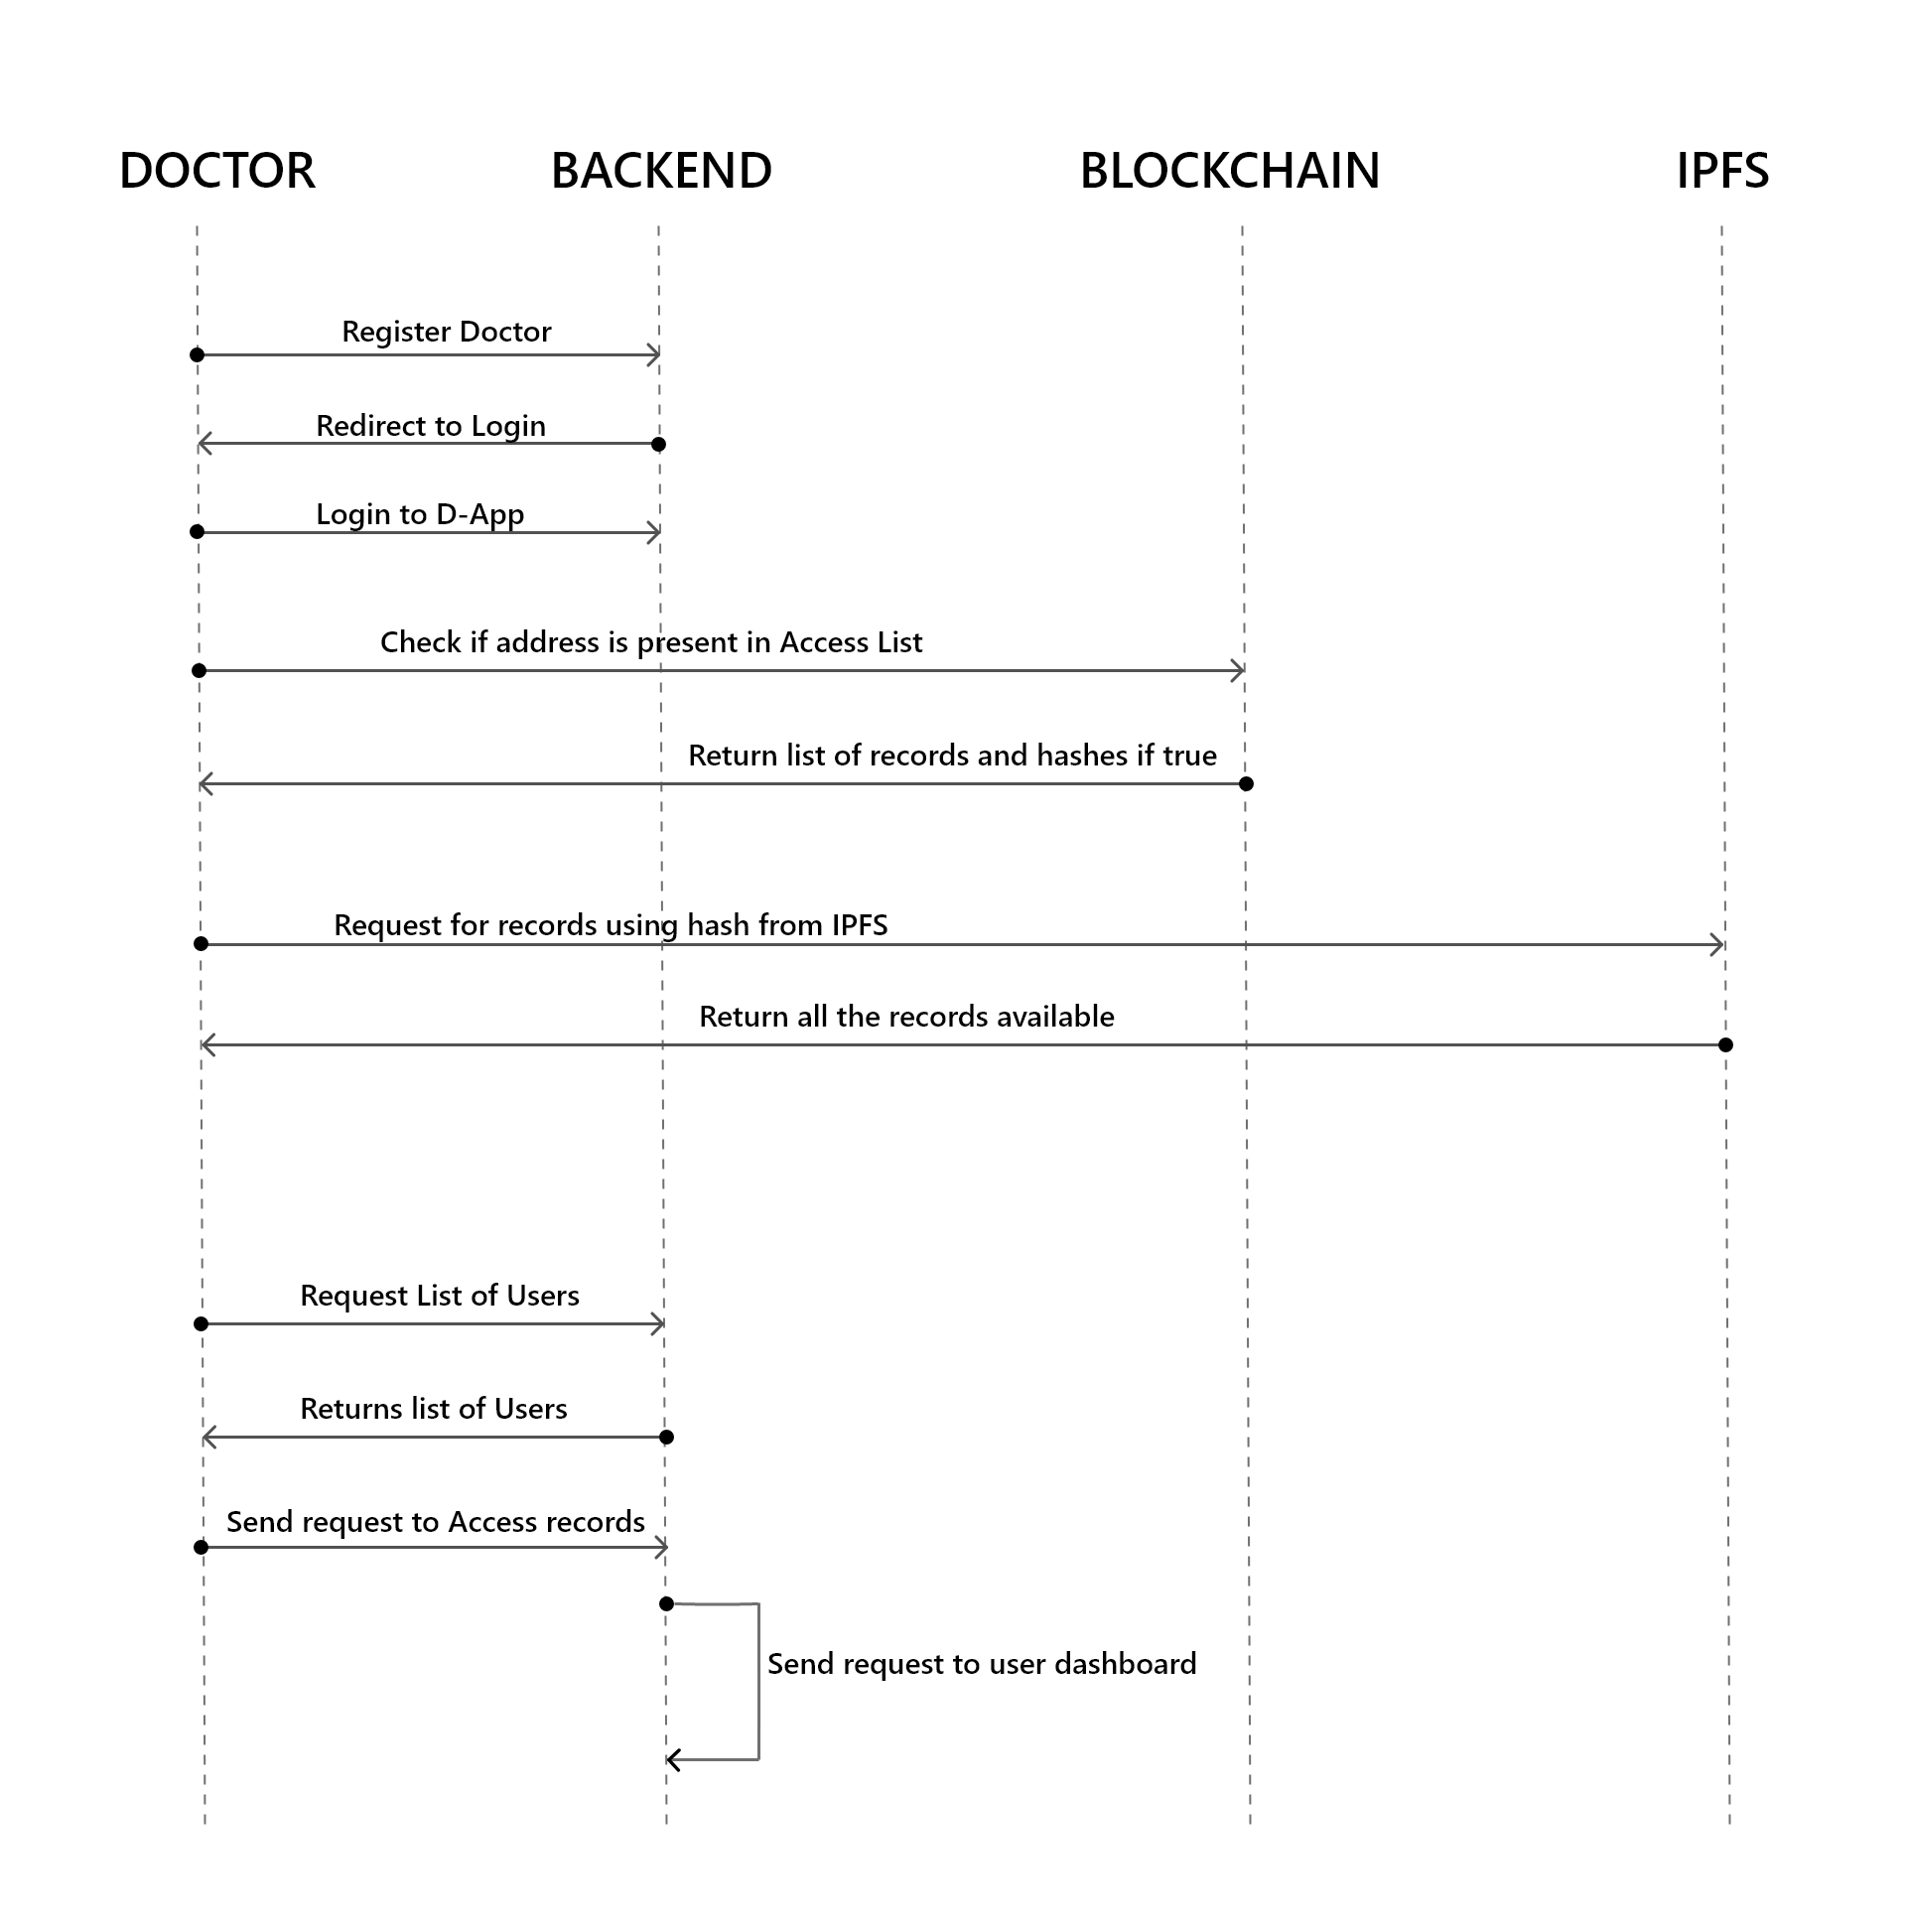 DOCTOR BACKEND BLOCKCHAIN IPFS
Register Doctor
Redirect to Login
Login to D-App
Check if address is present in Access List
Return list of records and hashes if true
Request for records using hash from IPFS
Return all the records available
Request List of Users
Returns list of Users
Send request to Access records
Send request to user dashboard